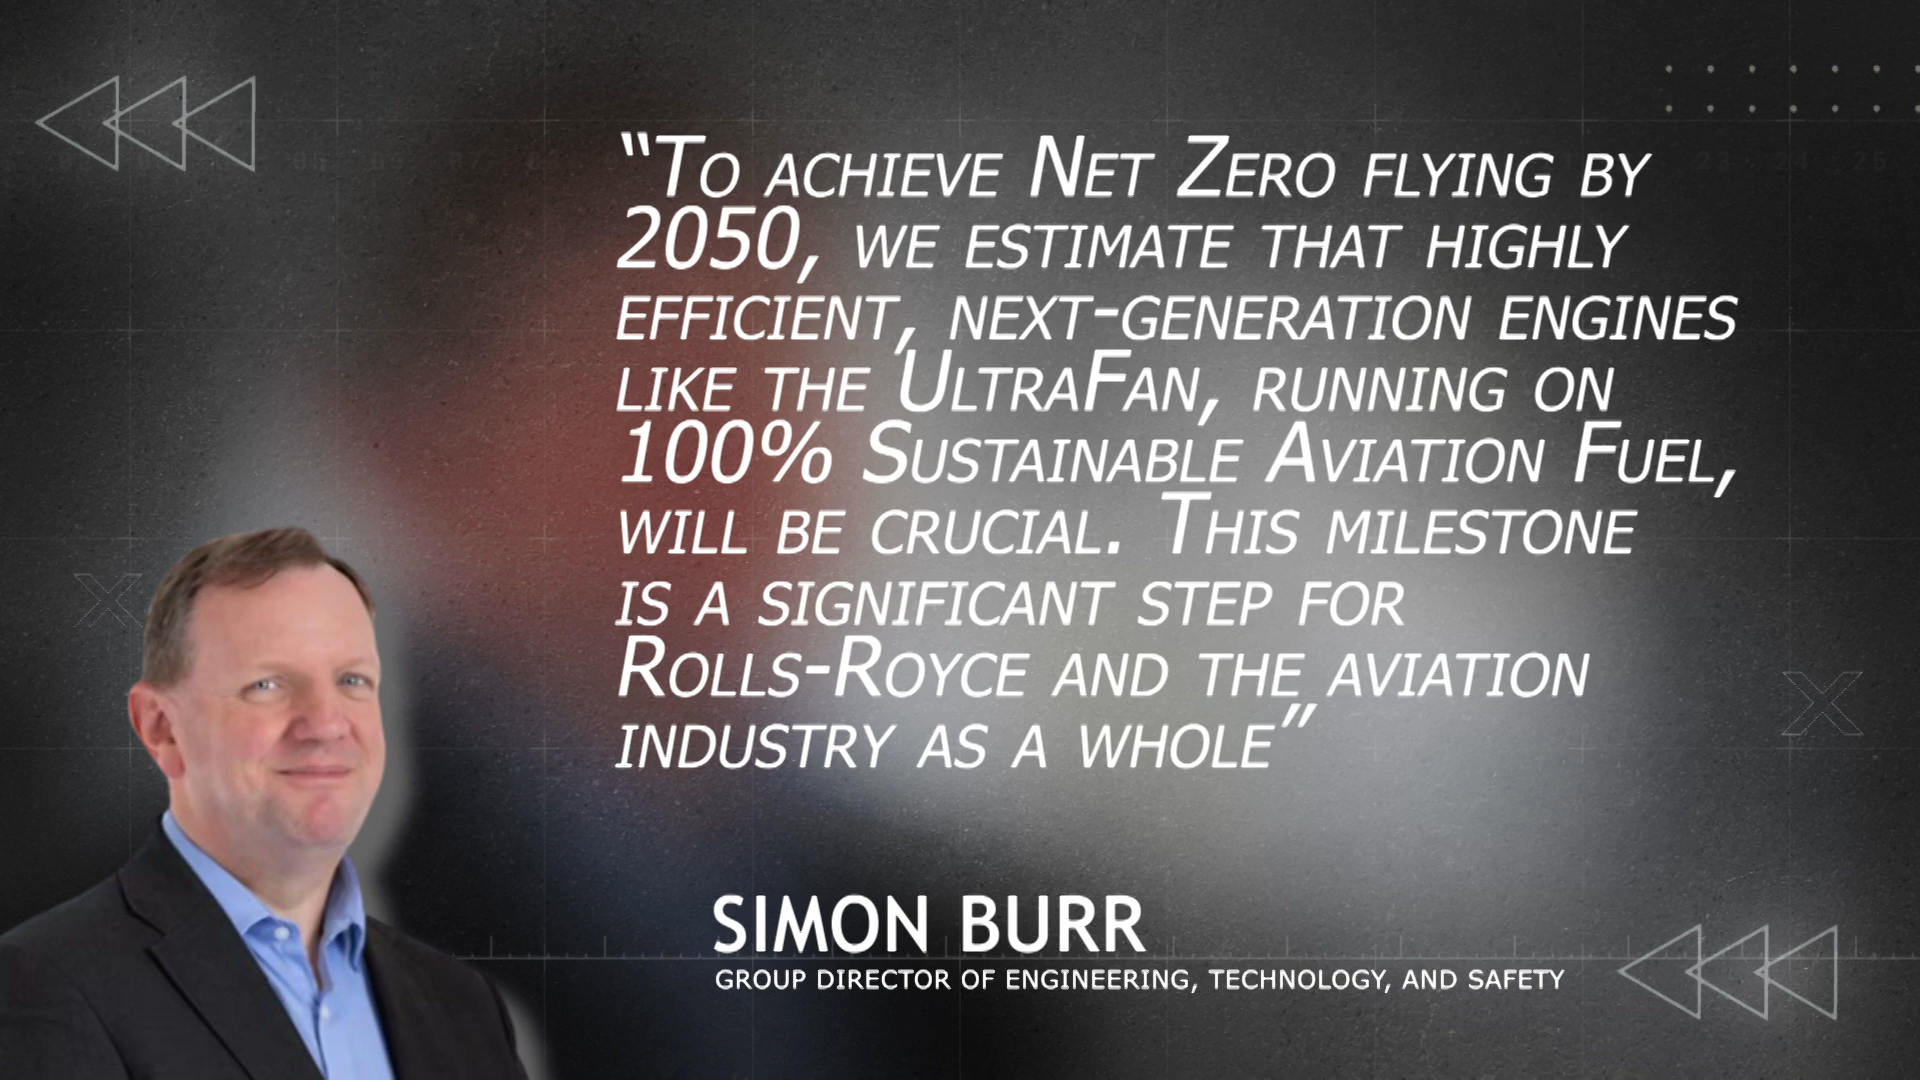 “To achieve Net Zero flying by
2050, we estimate that highly
efficient, next-generation engines
like the UltraFan, running on
100% Sustainable Aviation Fuel,
will be crucial. This milestone
is a significant step for
Rolls-Royce and the aviation
industry as a whole”
SIMON BURR
GROUP DIRECTOR OF ENGINEERING, TECHNOLOGY, AND SAFETY